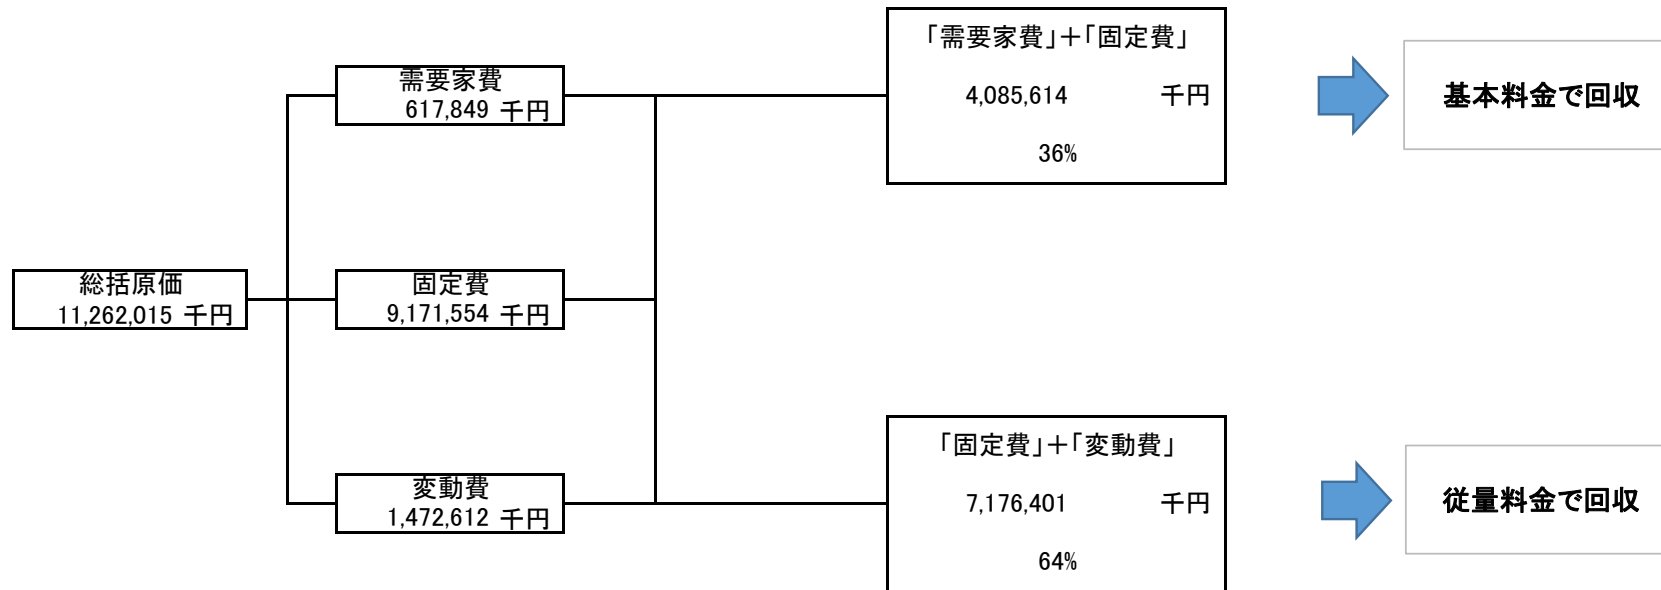 「需要家費」＋「固定費」
4,085,614 千円
36%
基本料金で回収
需要家費
617,849 千円
総括原価
11,262,015 千円
固定費
9,171,554 千円
変動費
1,472,612 千円
「固定費」＋「変動費」
7,176,401 千円
64%
従量料金で回収